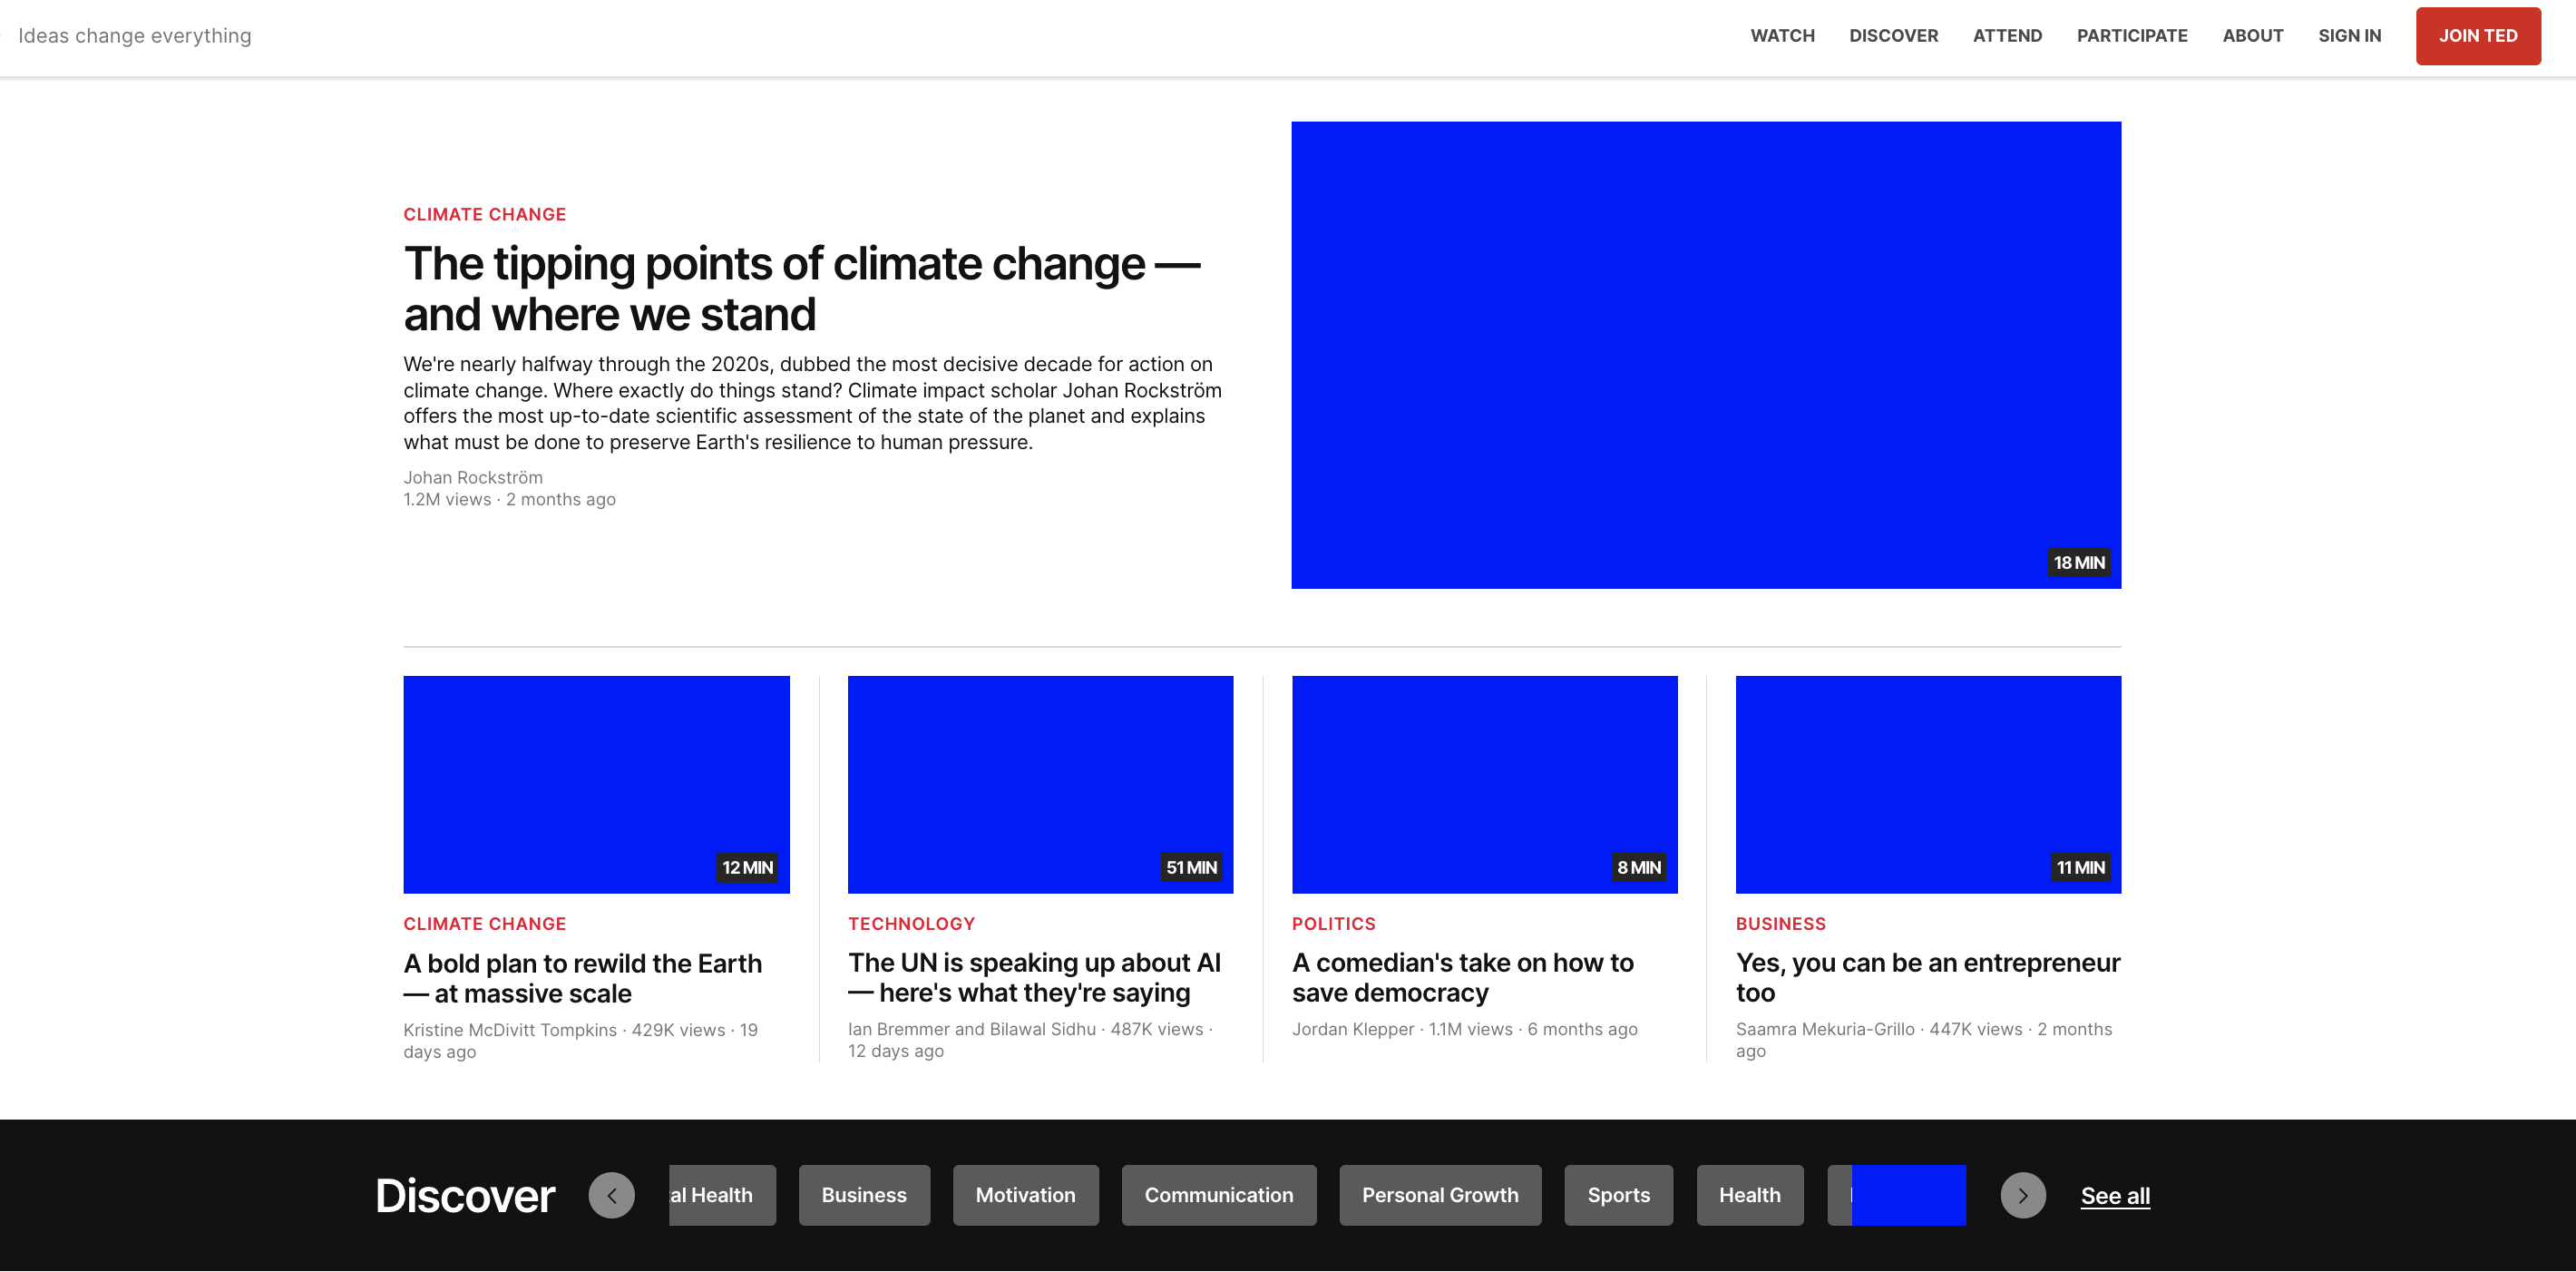 Ideas change everything
WATCH DISCOVER ATTEND PARTICIPATE ABOUT SIGN IN JOIN TED
CLIMATE CHANGE
The tipping points of climate change —
and where we stand
We're nearly halfway through the 2020s, dubbed the most decisive decade for action on
climate change. Where exactly do things stand? Climate impact scholar Johan Rockström
offers the most up-to-date scientific assessment of the state of the planet and explains
what must be done to preserve Earth's resilience to human pressure.
Johan Rockström
1.2M views · 2 months ago
18 MIN
12 MIN
CLIMATE CHANGE
A bold plan to rewild the Earth
— at massive scale
Kristine McDivitt Tompkins · 429K views · 19
days ago
51 MIN
TECHNOLOGY
The UN is speaking up about AI
— here's what they're saying
Ian Bremmer and Bilawal Sidhu · 487K views ·
12 days ago
8 MIN
POLITICS
A comedian's take on how to
save democracy
Jordan Klepper · 1.1M views · 6 months ago
11 MIN
BUSINESS
Yes, you can be an entrepreneur
too
Saamra Mekuria-Grillo · 447K views · 2 months
ago
Discover al Health Business Motivation Communication Personal Growth Sports Health See all